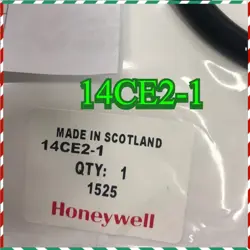 14CE2-1
MADE IN SCOTLAND
14CE2-1
QTY: 1
1525
Honeywell